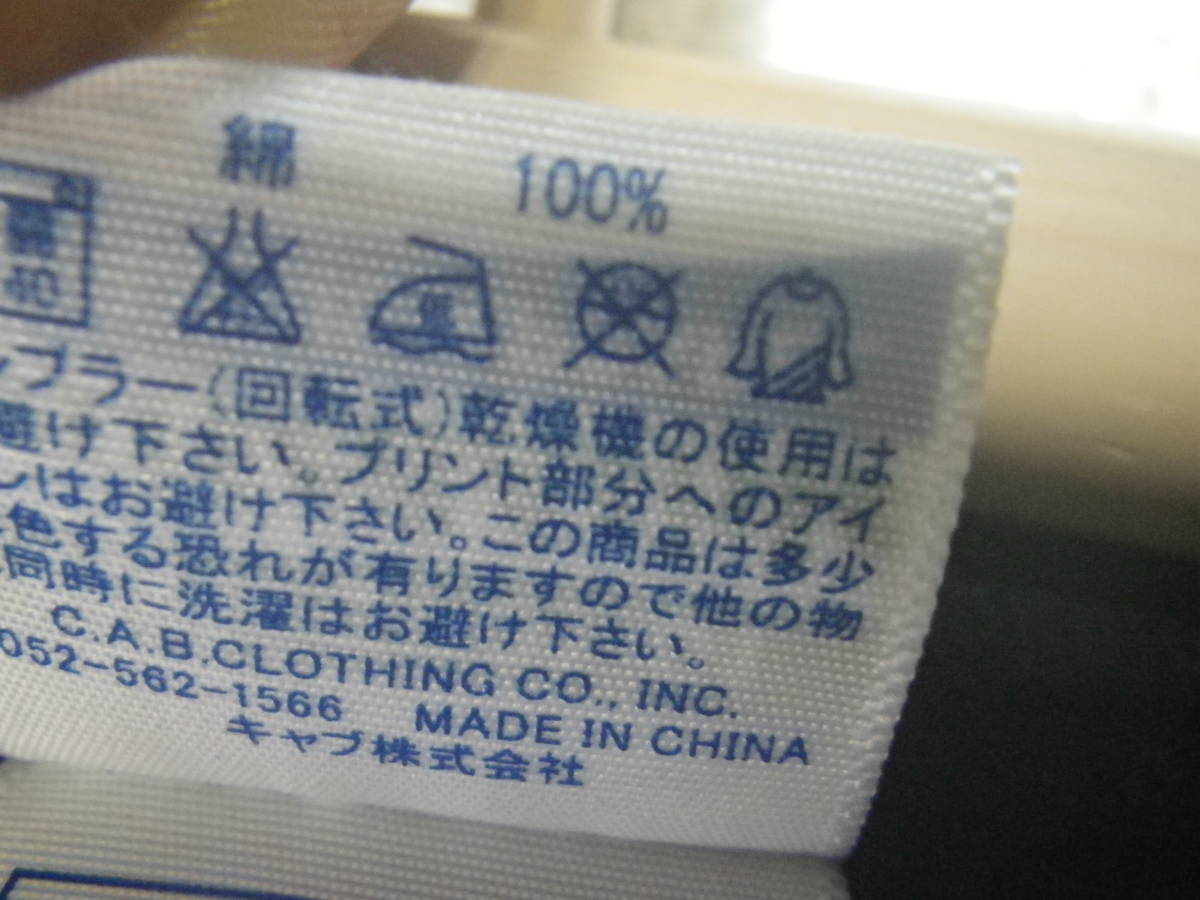 綿 100%
40
ブラー(回転式)乾燥機の使用は
避け下さい。プリント部分へのアイ
はお避け下さい。この商品は多少
色する恐れが有りますので他の物
同時に洗濯はお避け下さい。
C.A.B.CLOTHING CO., INC.
052-562-1566 MADE IN CHINA
キャブ株式会社